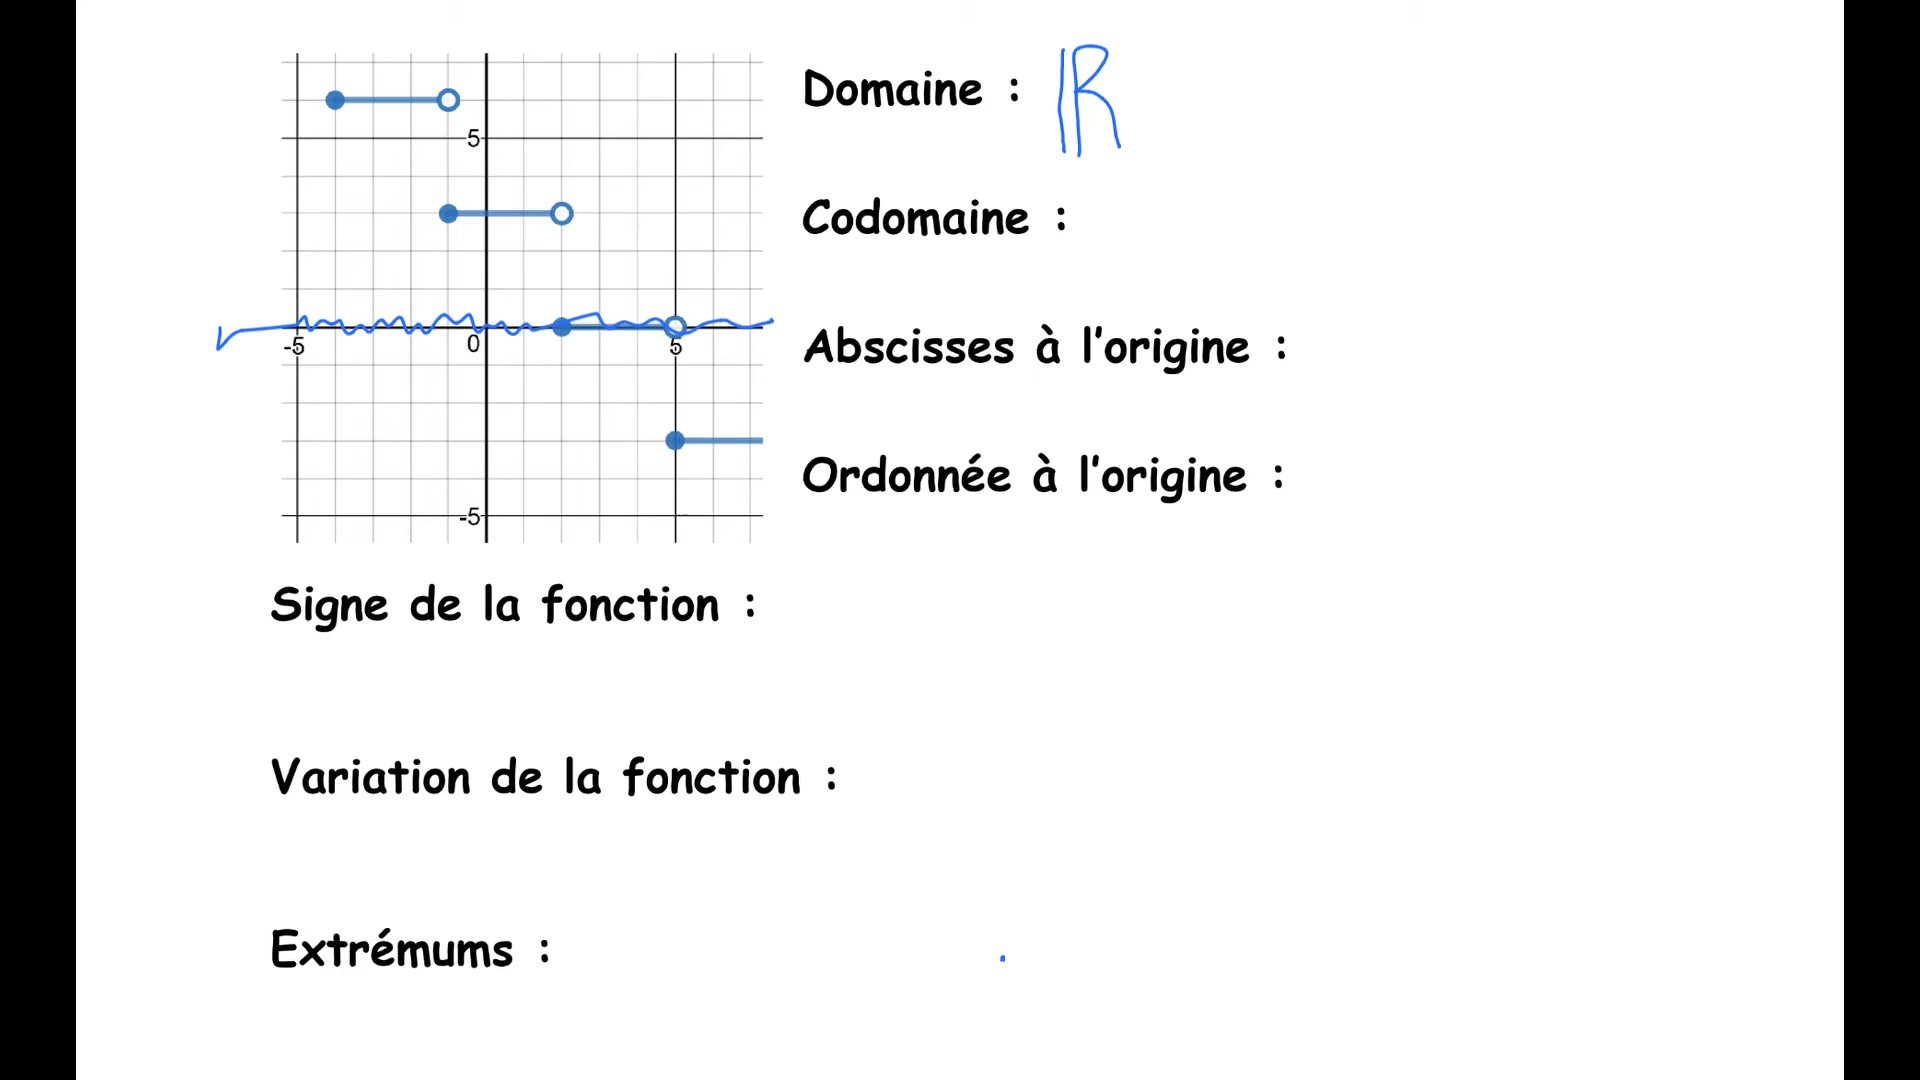 Domaine : ℝ
5
Codomaine :
-5 0 5
Abscisses à l'origine :
Ordonnée à l'origine :
-5
Signe de la fonction :
Variation de la fonction :
Extrémums :